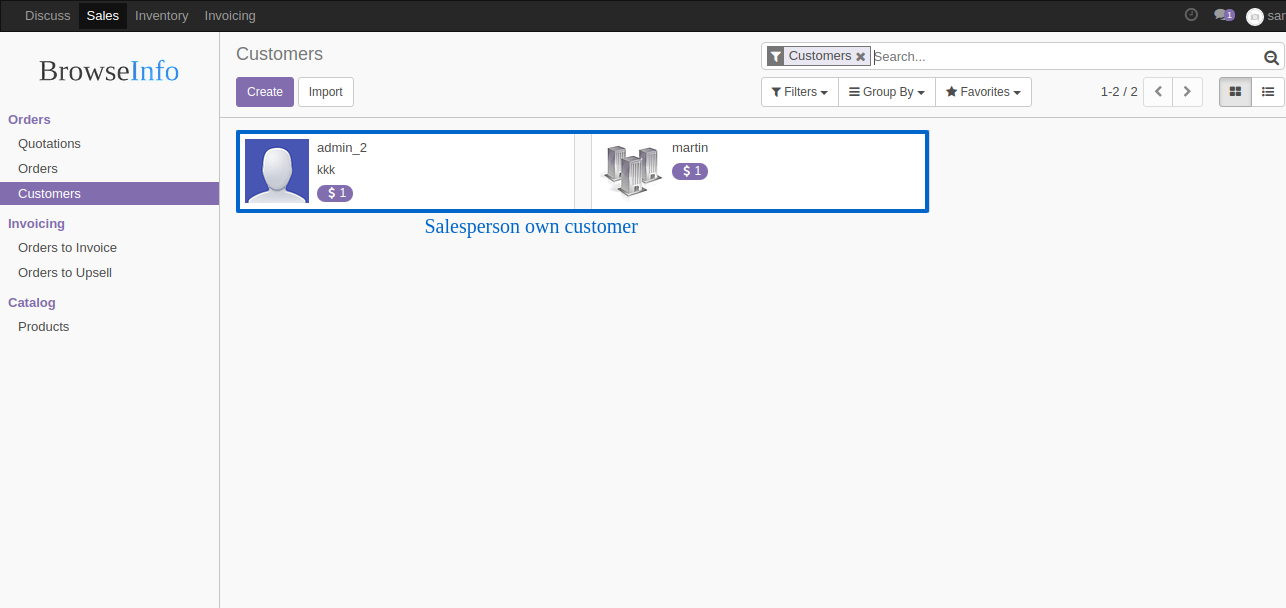 Discuss Sales Inventory Invoicing 1 sar
BrowseInfo
Orders
Quotations
Orders
Customers
Invoicing
Orders to Invoice
Orders to Upsell
Catalog
Products
Customers
Customers Search...
Create Import
Filters Group By Favorites 1-2 / 2
admin_2
kkk
$ 1
martin
$ 1
Salesperson own customer